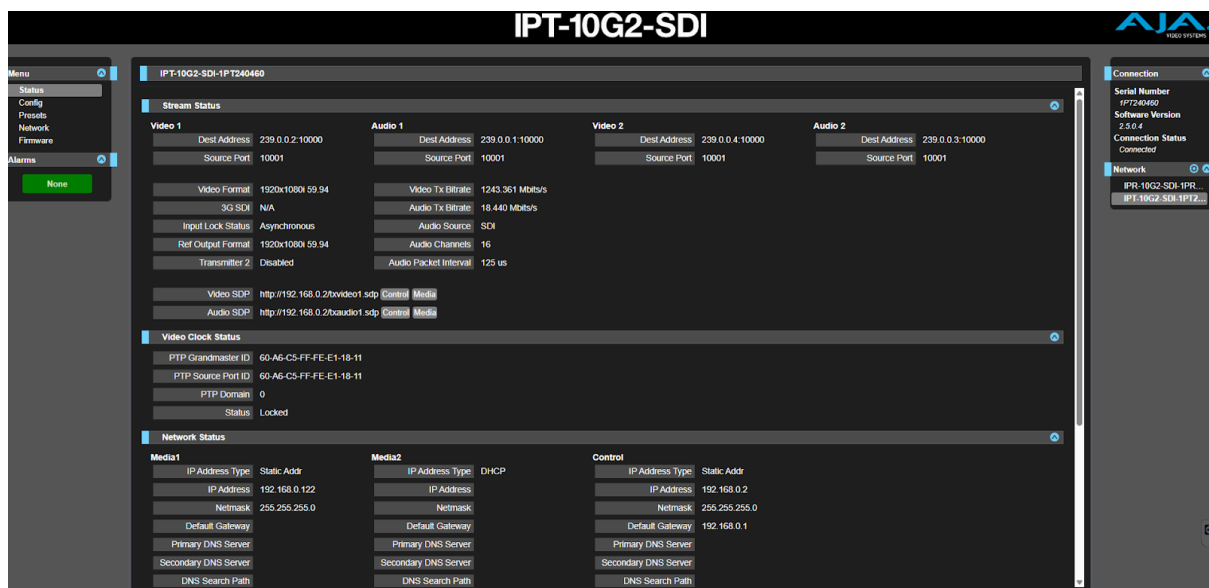 IPT-10G2-SDI
AJA
VIDEO SYSTEMS
Menu
Status
Config
Presets
Network
Firmware
Alarms
None
IPT-10G2-SDI-1PT240460
Stream Status
Video 1 Audio 1 Video 2 Audio 2
Dest Address 239.0.0.2:10000 Dest Address 239.0.0.1:10000 Dest Address 239.0.0.4:10000 Dest Address 239.0.0.3:10000
Source Port 10001 Source Port 10001 Source Port 10001 Source Port 10001
Video Format 1920x1080i 59.94 Video Tx Bitrate 1243.361 Mbits/s
3G SDI N/A Audio Tx Bitrate 18.440 Mbits/s
Input Lock Status Asynchronous Audio Source SDI
Ref Output Format 1920x1080i 59.94 Audio Channels 16
Transmitter 2 Disabled Audio Packet Interval 125 us
Video SDP http://192.168.0.2/txvideo1.sdp Control Media
Audio SDP http://192.168.0.2/txaudio1.sdp Control Media
Video Clock Status
PTP Grandmaster ID 60-A6-C5-FF-FE-E1-18-11
PTP Source Port ID 60-A6-C5-FF-FE-E1-18-11
PTP Domain 0
Status Locked
Network Status
Media1 Media2 Control
IP Address Type Static Addr IP Address Type DHCP IP Address Type Static Addr
IP Address 192.168.0.122 IP Address IP Address 192.168.0.2
Netmask 255.255.255.0 Netmask Netmask 255.255.255.0
Default Gateway Default Gateway Default Gateway 192.168.0.1
Primary DNS Server Primary DNS Server Primary DNS Server
Secondary DNS Server Secondary DNS Server Secondary DNS Server
DNS Search Path DNS Search Path DNS Search Path
Connection
Serial Number
1PT240460
Software Version
2.5.0.4
Connection Status
Connected
Network
IPR-10G2-SDI-1PR...
IPT-10G2-SDI-1PT2...